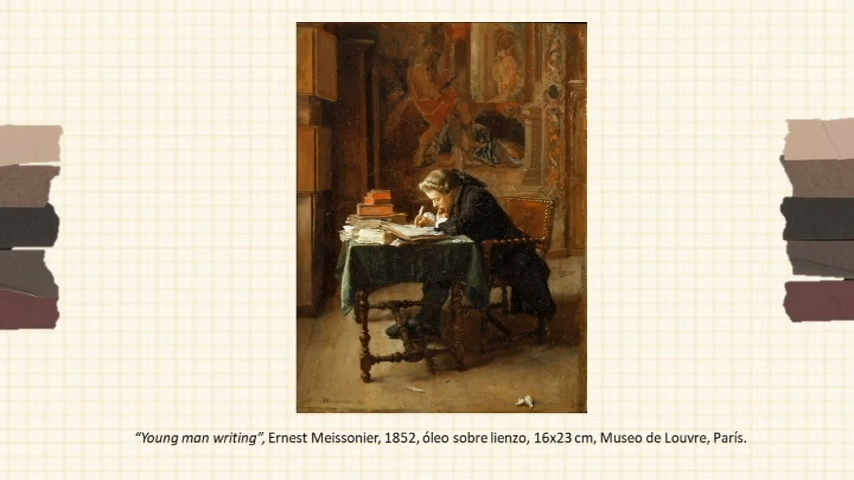 “Young man writing”, Ernest Meissonier, 1852, óleo sobre lienzo, 16x23 cm, Museo de Louvre, París.